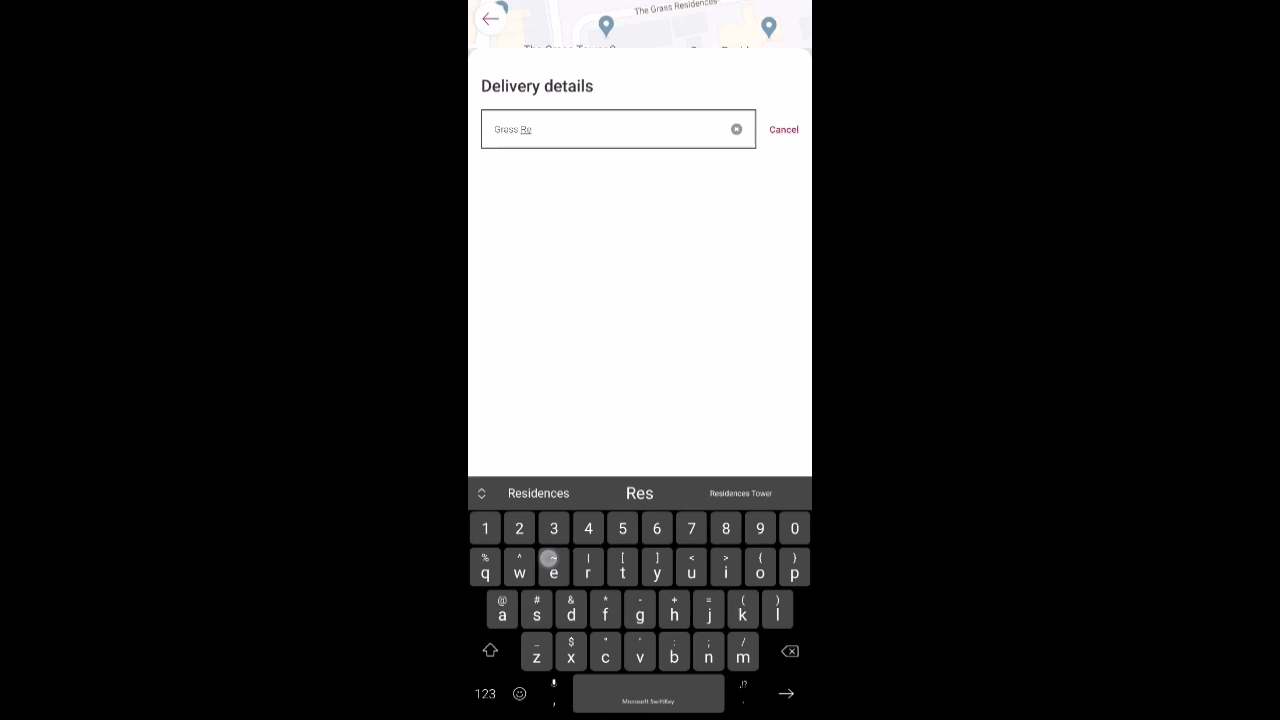 The Grass Residences
Delivery details
Grass Re
Cancel
Residences Res Residences Tower
1 2 3 4 5 6 7 8 9 0
% ^ ~ | [ ] < > { }
q w e r t y u i o p
@ # & * - + = ( )
a s d f g h j k l
_ $ " ' : ; /
z x c v b n m
123 , Microsoft SwiftKey ,!? .